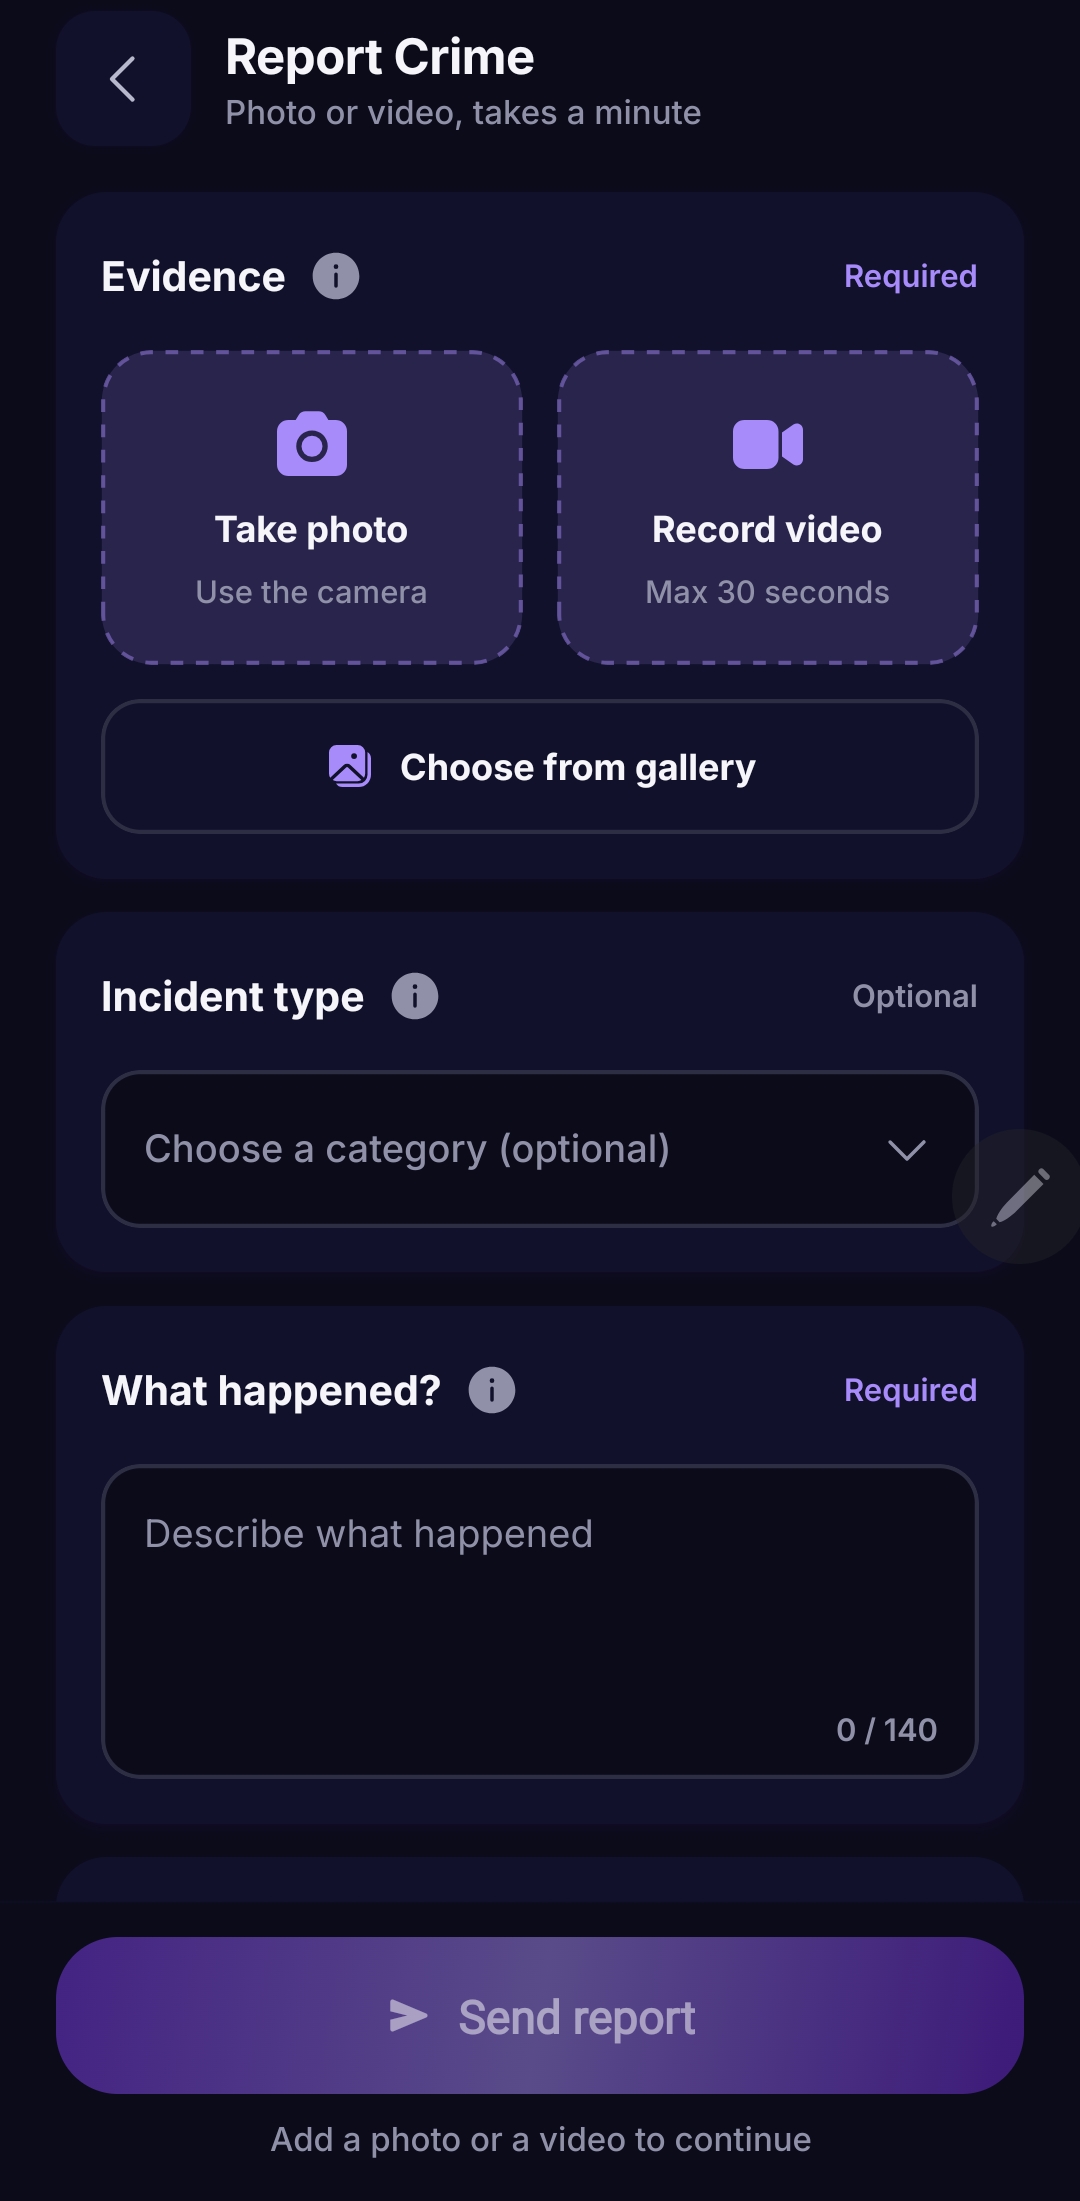 Report Crime
Photo or video, takes a minute
Evidence
Required
Take photo
Use the camera
Record video
Max 30 seconds
Choose from gallery
Incident type
Optional
Choose a category (optional)
What happened?
Required
Describe what happened
0 / 140
Send report
Add a photo or a video to continue